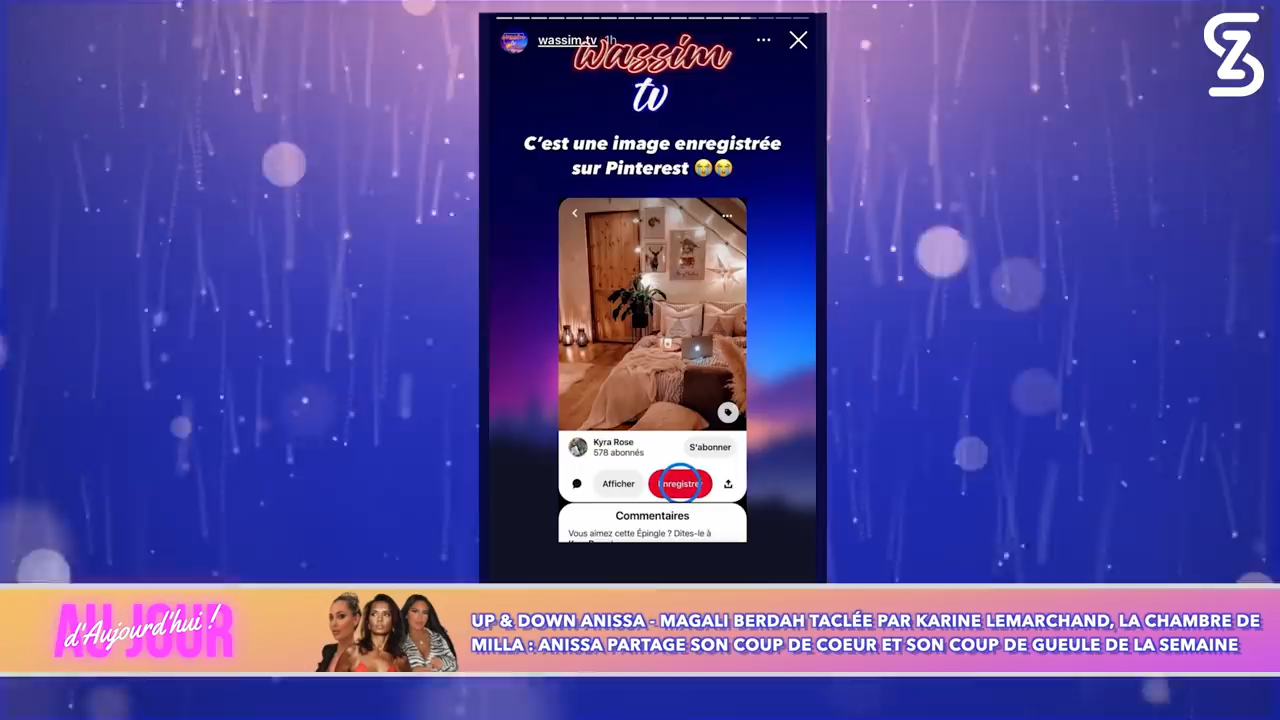 wassim.tv 1h
wassim
tv
C'est une image enregistrée
sur Pinterest 😭😭
Kyra Rose
578 abonnés
S'abonner
Afficher
Enregistrer
Commentaires
Vous aimez cette Épingle ? Dites-le à
AU JOUR
d'Aujourd'hui !
UP & DOWN ANISSA - MAGALI BERDAH TACLÉE PAR KARINE LEMARCHAND, LA CHAMBRE DE
MILLA : ANISSA PARTAGE SON COUP DE COEUR ET SON COUP DE GUEULE DE LA SEMAINE